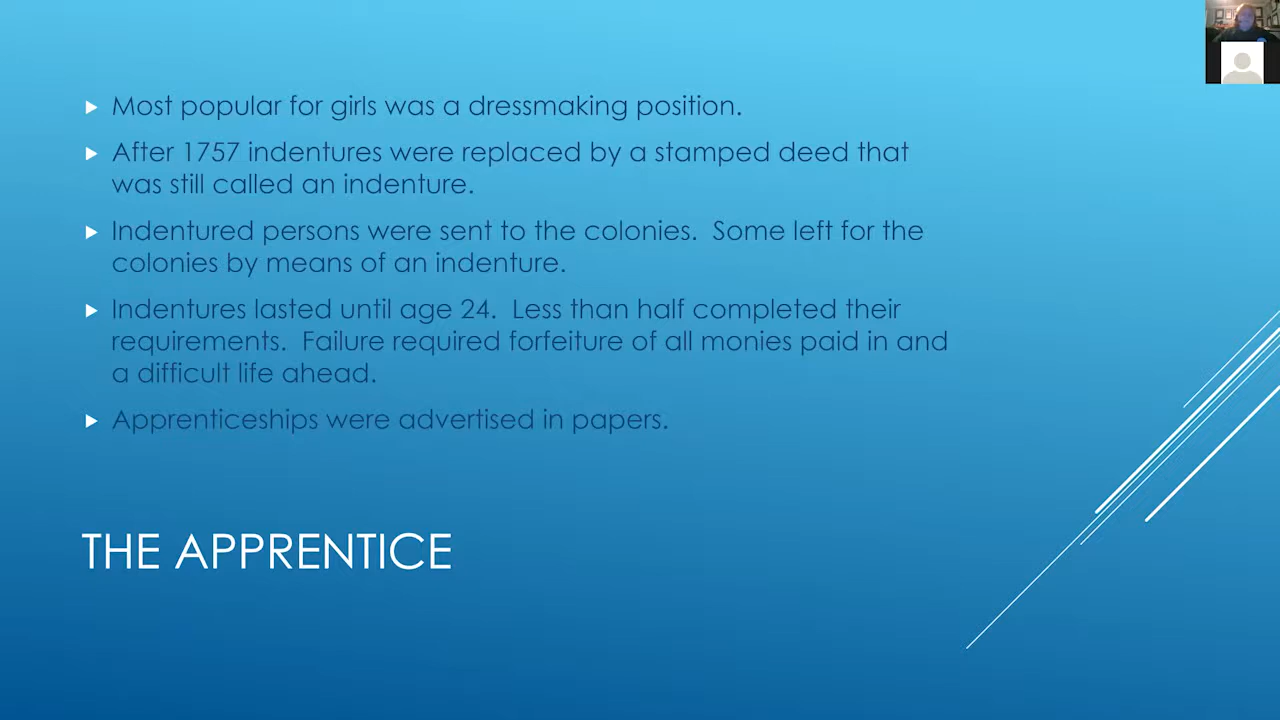 Most popular for girls was a dressmaking position.
After 1757 indentures were replaced by a stamped deed that
was still called an indenture.
Indentured persons were sent to the colonies.  Some left for the
colonies by means of an indenture.
Indentures lasted until age 24.  Less than half completed their
requirements.  Failure required forfeiture of all monies paid in and
a difficult life ahead.
Apprenticeships were advertised in papers.
THE APPRENTICE